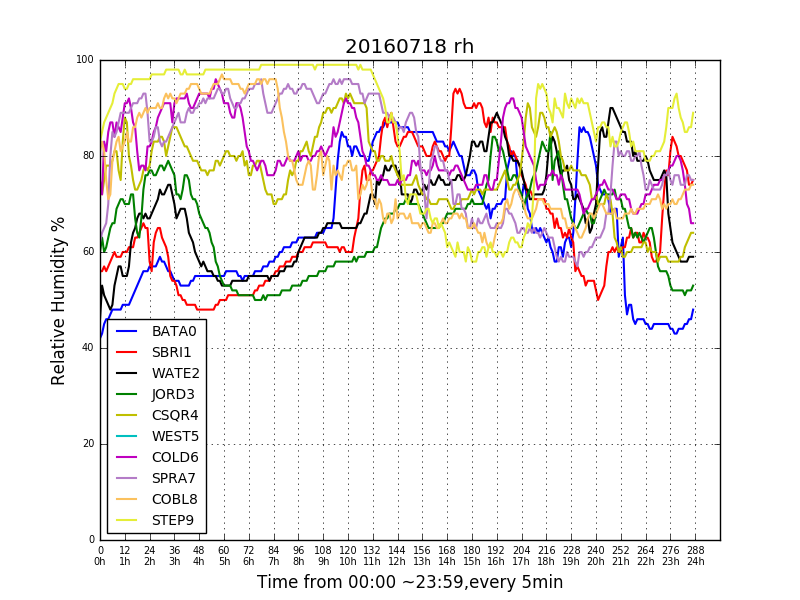 20160718 rh
Relative Humidity %
100
80
60
40
20
0
BATA0
SBRI1
WATE2
JORD3
CSQR4
WEST5
COLD6
SPRA7
COBL8
STEP9
0 12 24 36 48 60 72 84 96 108 120 132 144 156 168 180 192 204 216 228 240 252 264 276 288
0h 1h 2h 3h 4h 5h 6h 7h 8h 9h 10h 11h 12h 13h 14h 15h 16h 17h 18h 19h 20h 21h 22h 23h 24h
Time from 00:00 ~23:59,every 5min